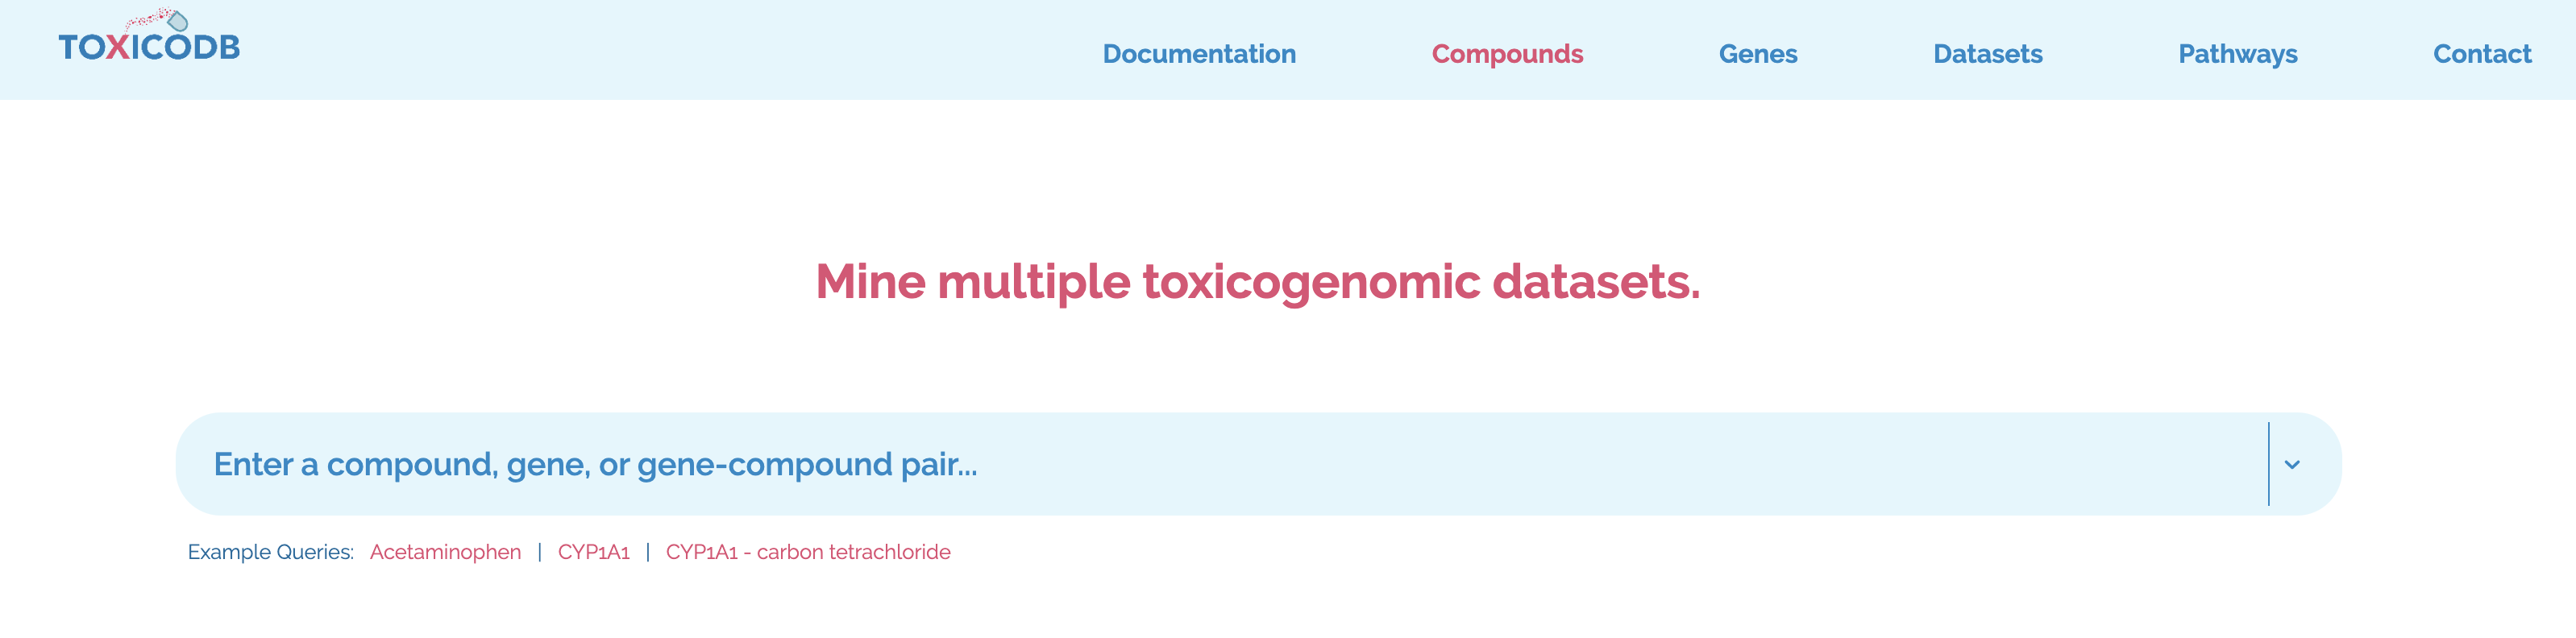 TOXICODB
Documentation Compounds Genes Datasets Pathways Contact
Mine multiple toxicogenomic datasets.
Enter a compound, gene, or gene-compound pair...
Example Queries: Acetaminophen | CYP1A1 | CYP1A1 - carbon tetrachloride